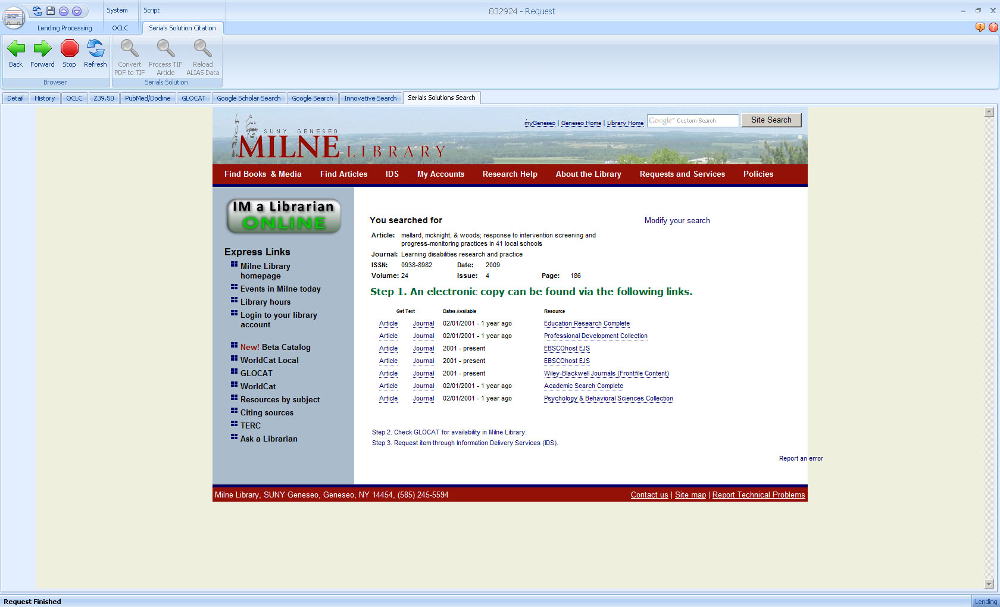 System
Script
832924 - Request
Lending Processing
OCLC
Serials Solution Citation
Back
Forward
Stop
Refresh
Convert
PDF to TIF
Process TIF
Article
Reload
ALIAS Data
Browser
Serials Solution
Detail
History
OCLC
Z39.50
PubMed/Docline
GLOCAT
Google Scholar Search
Google Search
Innovative Search
Serials Solutions Search
SUNY GENESEO
MILNE LIBRARY
myGeneseo | Geneseo Home | Library Home
Google™ Custom Search
Site Search
Find Books & Media
Find Articles
IDS
My Accounts
Research Help
About the Library
Requests and Services
Policies
IM a Librarian
ONLINE
Express Links
Milne Library
homepage
Events in Milne today
Library hours
Login to your library
account
New! Beta Catalog
WorldCat Local
GLOCAT
WorldCat
Resources by subject
Citing sources
TERC
Ask a Librarian
You searched for
Modify your search
Article: mellard, mcknight, & woods; response to intervention screening and
progress-monitoring practices in 41 local schools
Journal: Learning disabilities research and practice
ISSN: 0938-8982 Date: 2009
Volume: 24 Issue: 4 Page: 186
Step 1. An electronic copy can be found via the following links.
Get Text Dates Available Resource
Article Journal 02/01/2001 - 1 year ago Education Research Complete
Article Journal 02/01/2001 - 1 year ago Professional Development Collection
Article Journal 2001 - present EBSCOhost EJS
Article Journal 2001 - present EBSCOhost EJS
Article Journal 2001 - present Wiley-Blackwell Journals (Frontfile Content)
Article Journal 02/01/2001 - 1 year ago Academic Search Complete
Article Journal 02/01/2001 - 1 year ago Psychology & Behavioral Sciences Collection
Step 2. Check GLOCAT for availability in Milne Library.
Step 3. Request item through Information Delivery Services (IDS).
Report an error
Milne Library, SUNY Geneseo, Geneseo, NY 14454, (585) 245-5594
Contact us | Site map | Report Technical Problems
Request Finished
Lending